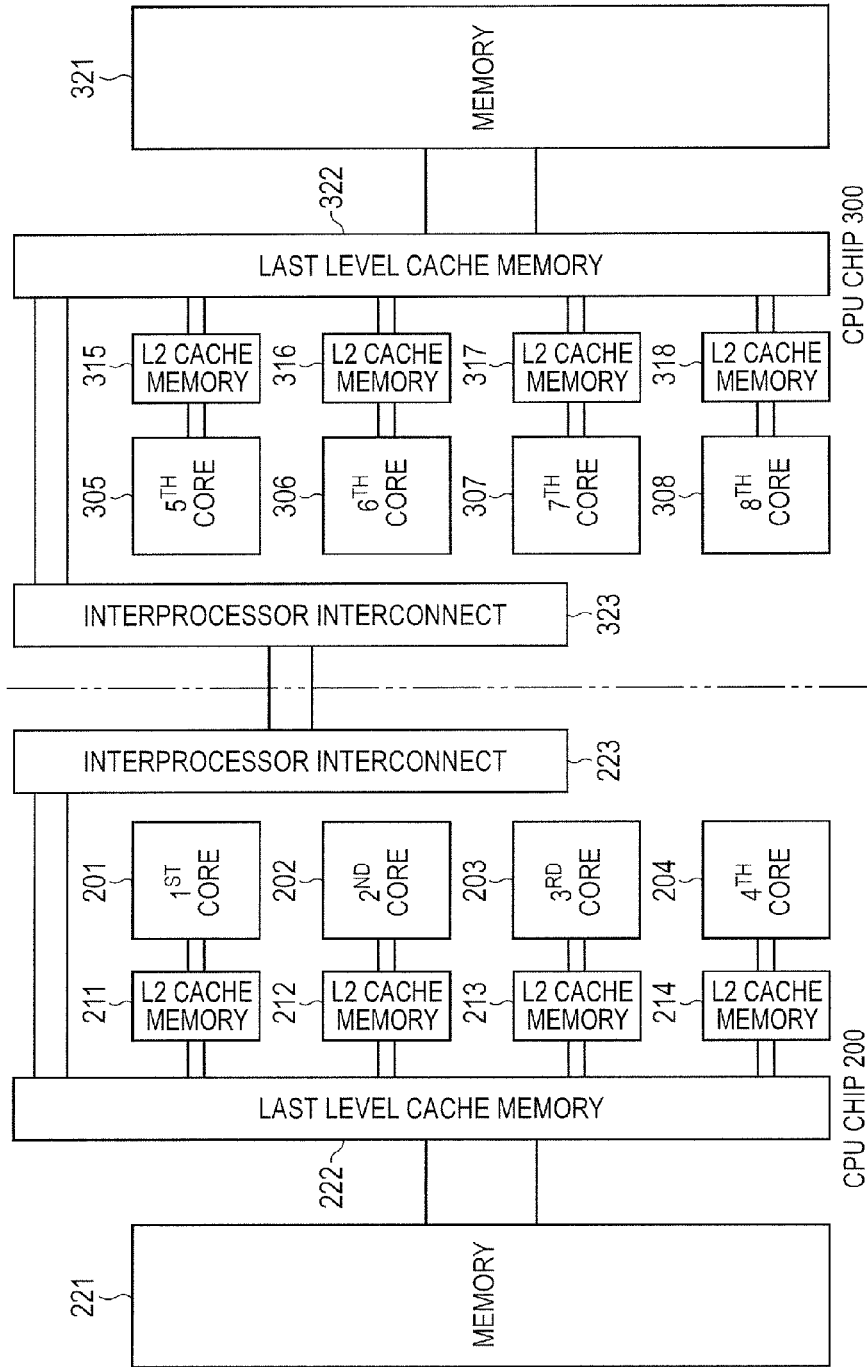 221
MEMORY
222
LAST LEVEL CACHE MEMORY
CPU CHIP 200
211
L2 CACHE
MEMORY
212
L2 CACHE
MEMORY
213
L2 CACHE
MEMORY
214
L2 CACHE
MEMORY
201
1ST
CORE
202
2ND
CORE
203
3RD
CORE
204
4TH
CORE
INTERPROCESSOR INTERCONNECT
223
INTERPROCESSOR INTERCONNECT
323
305
5TH
CORE
306
6TH
CORE
307
7TH
CORE
308
8TH
CORE
315
L2 CACHE
MEMORY
316
L2 CACHE
MEMORY
317
L2 CACHE
MEMORY
318
L2 CACHE
MEMORY
322
LAST LEVEL CACHE MEMORY
CPU CHIP 300
321
MEMORY